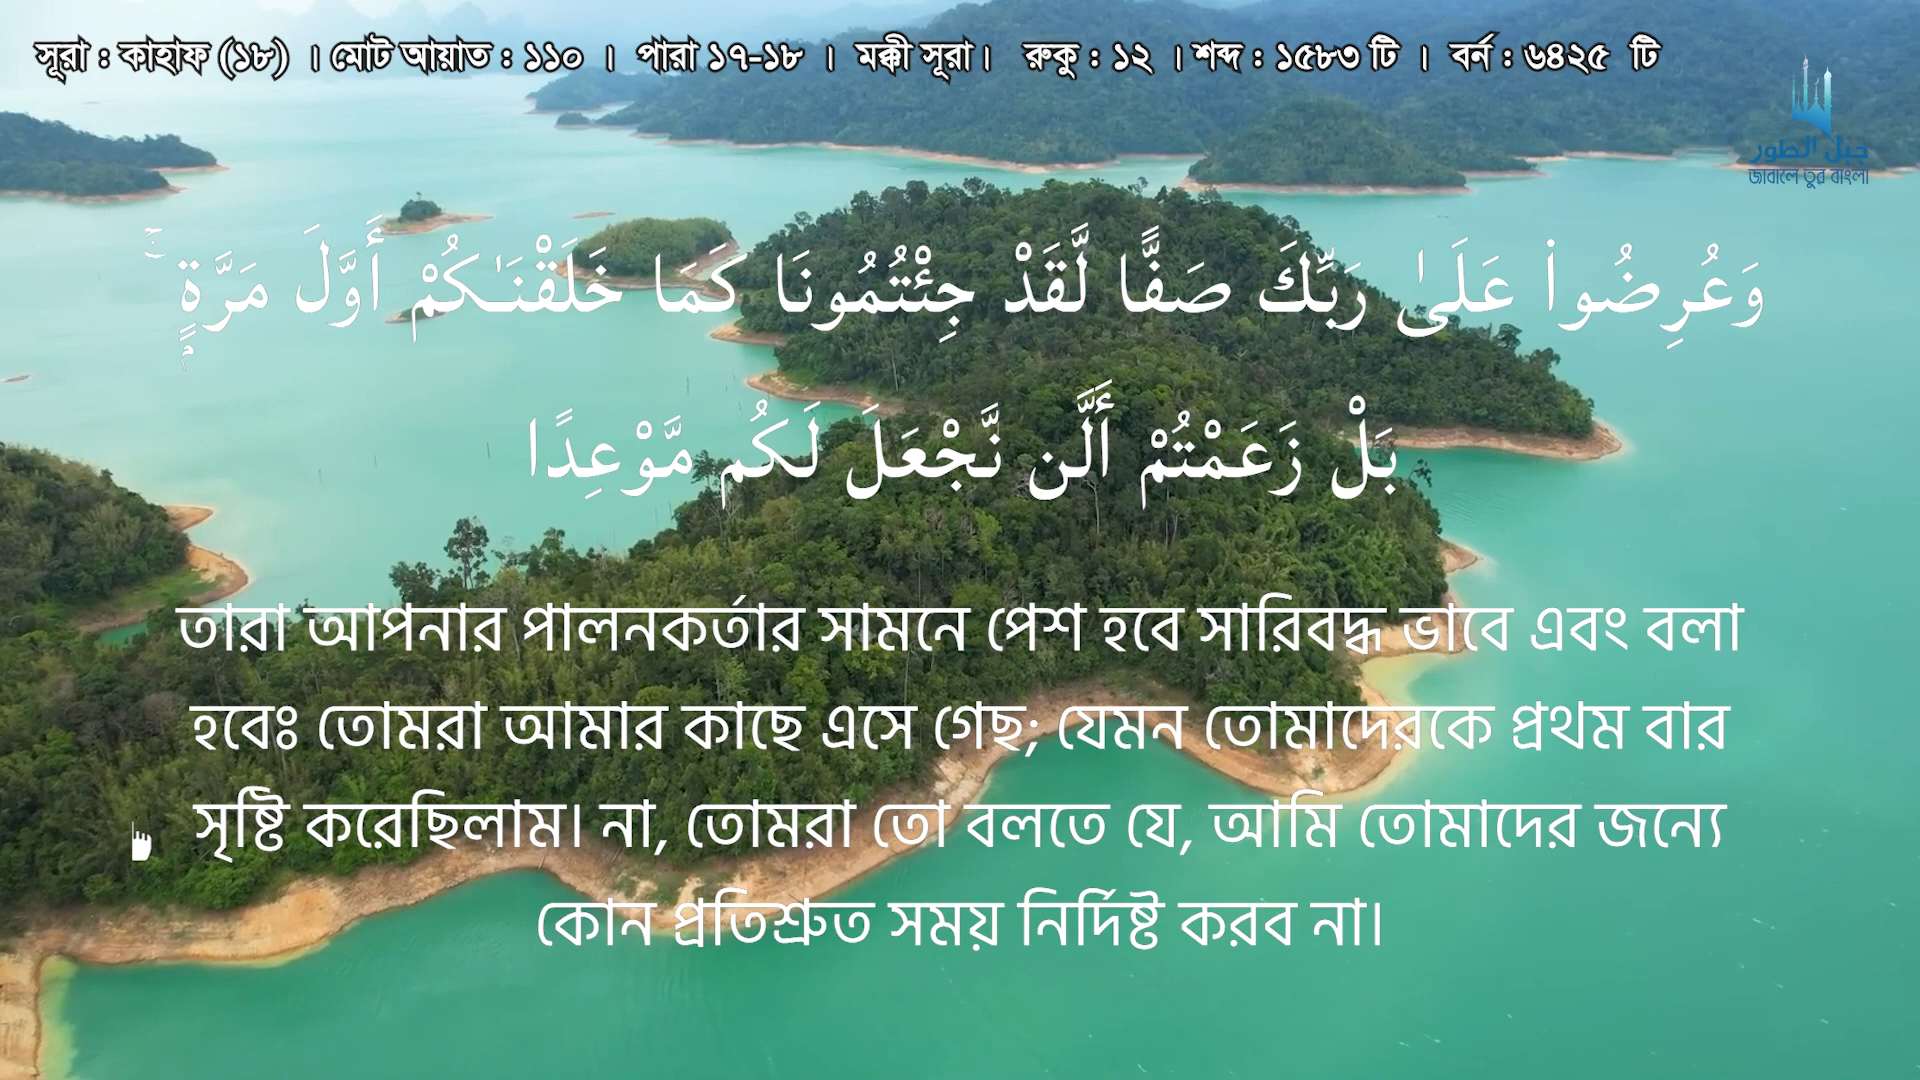 সূরা : কাহাফ (১৮) । মোট আয়াত : ১১০ । পারা ১৭-১৮ । মক্কী সূরা। রুকু : ১২ । শব্দ : ১৫৮৩ টি । বর্ন : ৬৪২৫ টি
جبل الطور
জাবালে তুর বাংলা
وَعُرِضُوا۟ عَلَىٰ رَبِّكَ صَفًّا لَّقَدْ جِئْتُمُونَا كَمَا خَلَقْنَـٰكُمْ أَوَّلَ مَرَّةٍۭ ۚ
بَلْ زَعَمْتُمْ أَلَّن نَّجْعَلَ لَكُم مَّوْعِدًا
তারা আপনার পালনকর্তার সামনে পেশ হবে সারিবদ্ধ ভাবে এবং বলা
হবেঃ তোমরা আমার কাছে এসে গেছ; যেমন তোমাদেরকে প্রথম বার
সৃষ্টি করেছিলাম। না, তোমরা তো বলতে যে, আমি তোমাদের জন্যে
কোন প্রতিশ্রুত সময় নির্দিষ্ট করব না।